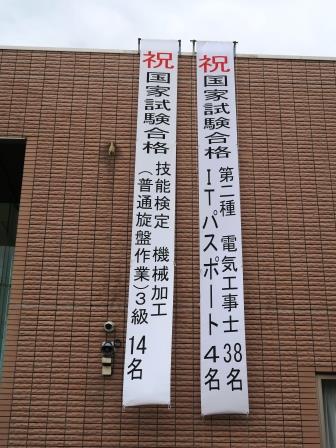 祝
国家試験合格
第二種　電気工事士38名
ITパスポート4名
祝
国家試験合格
技能検定　機械加工
(普通旋盤作業)3級 14名